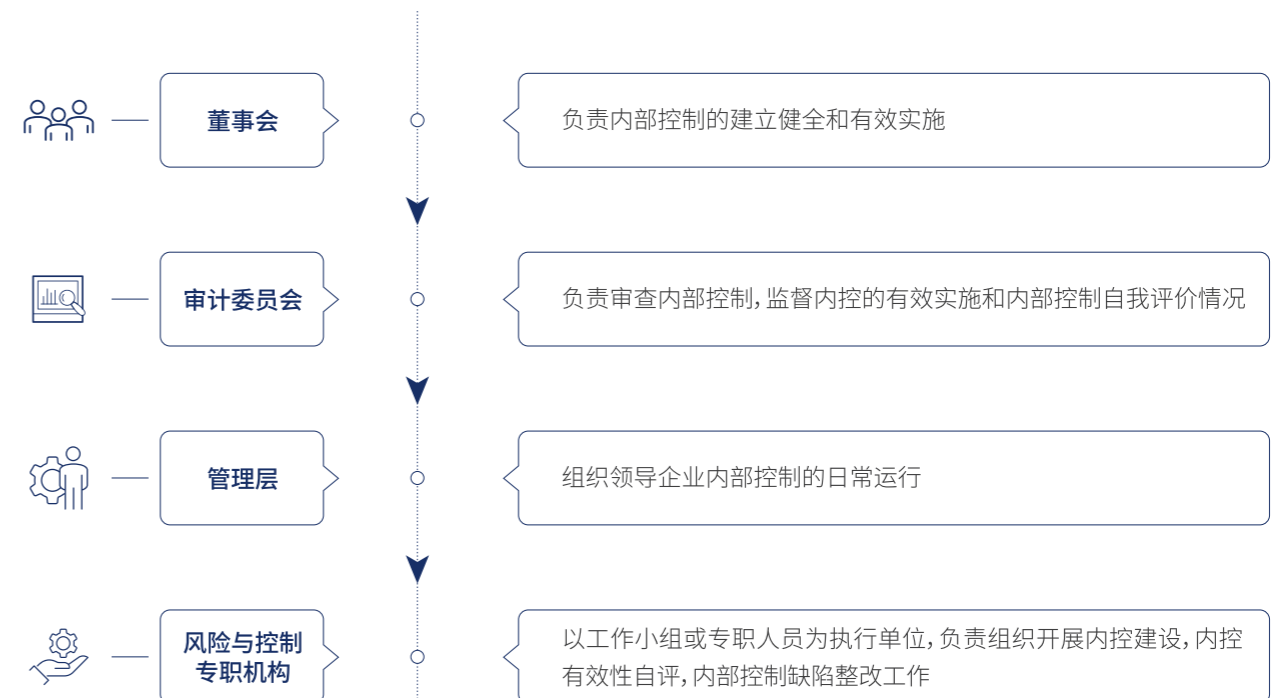 董事会
负责内部控制的建立健全和有效实施
审计委员会
负责审查内部控制,监督内控的有效实施和内部控制自我评价情况
管理层
组织领导企业内部控制的日常运行
风险与控制
专职机构
以工作小组或专职人员为执行单位,负责组织开展内控建设,内控
有效性自评,内部控制缺陷整改工作